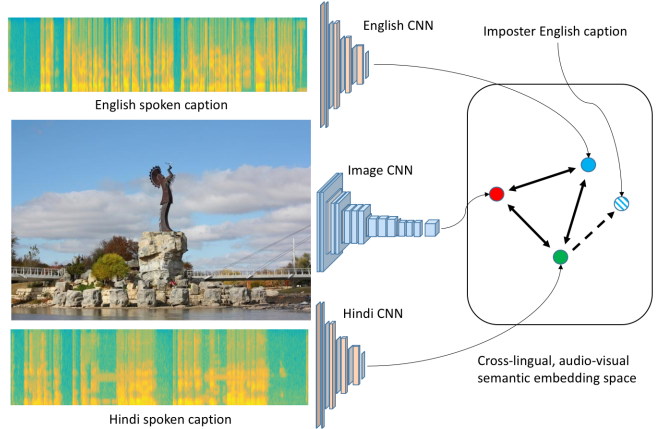 English CNN
Imposter English caption
English spoken caption
Image CNN
Hindi CNN
Cross-lingual, audio-visual
semantic embedding space
Hindi spoken caption